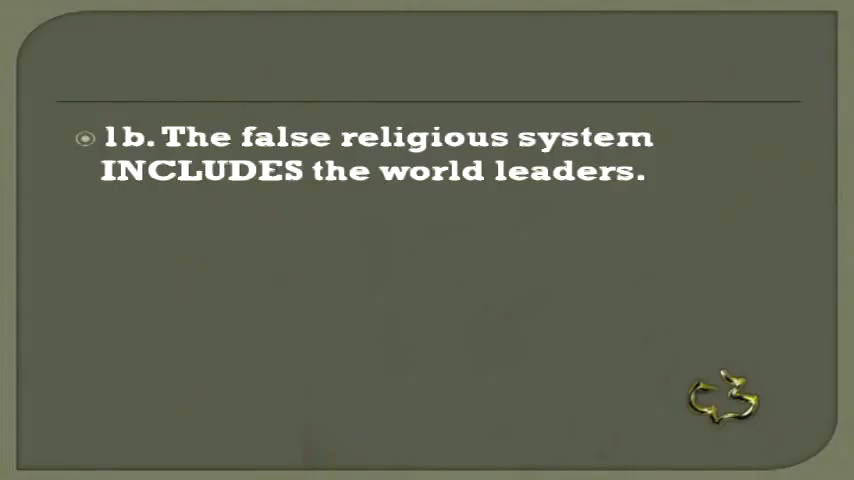 1b. The false religious system
INCLUDES the world leaders.